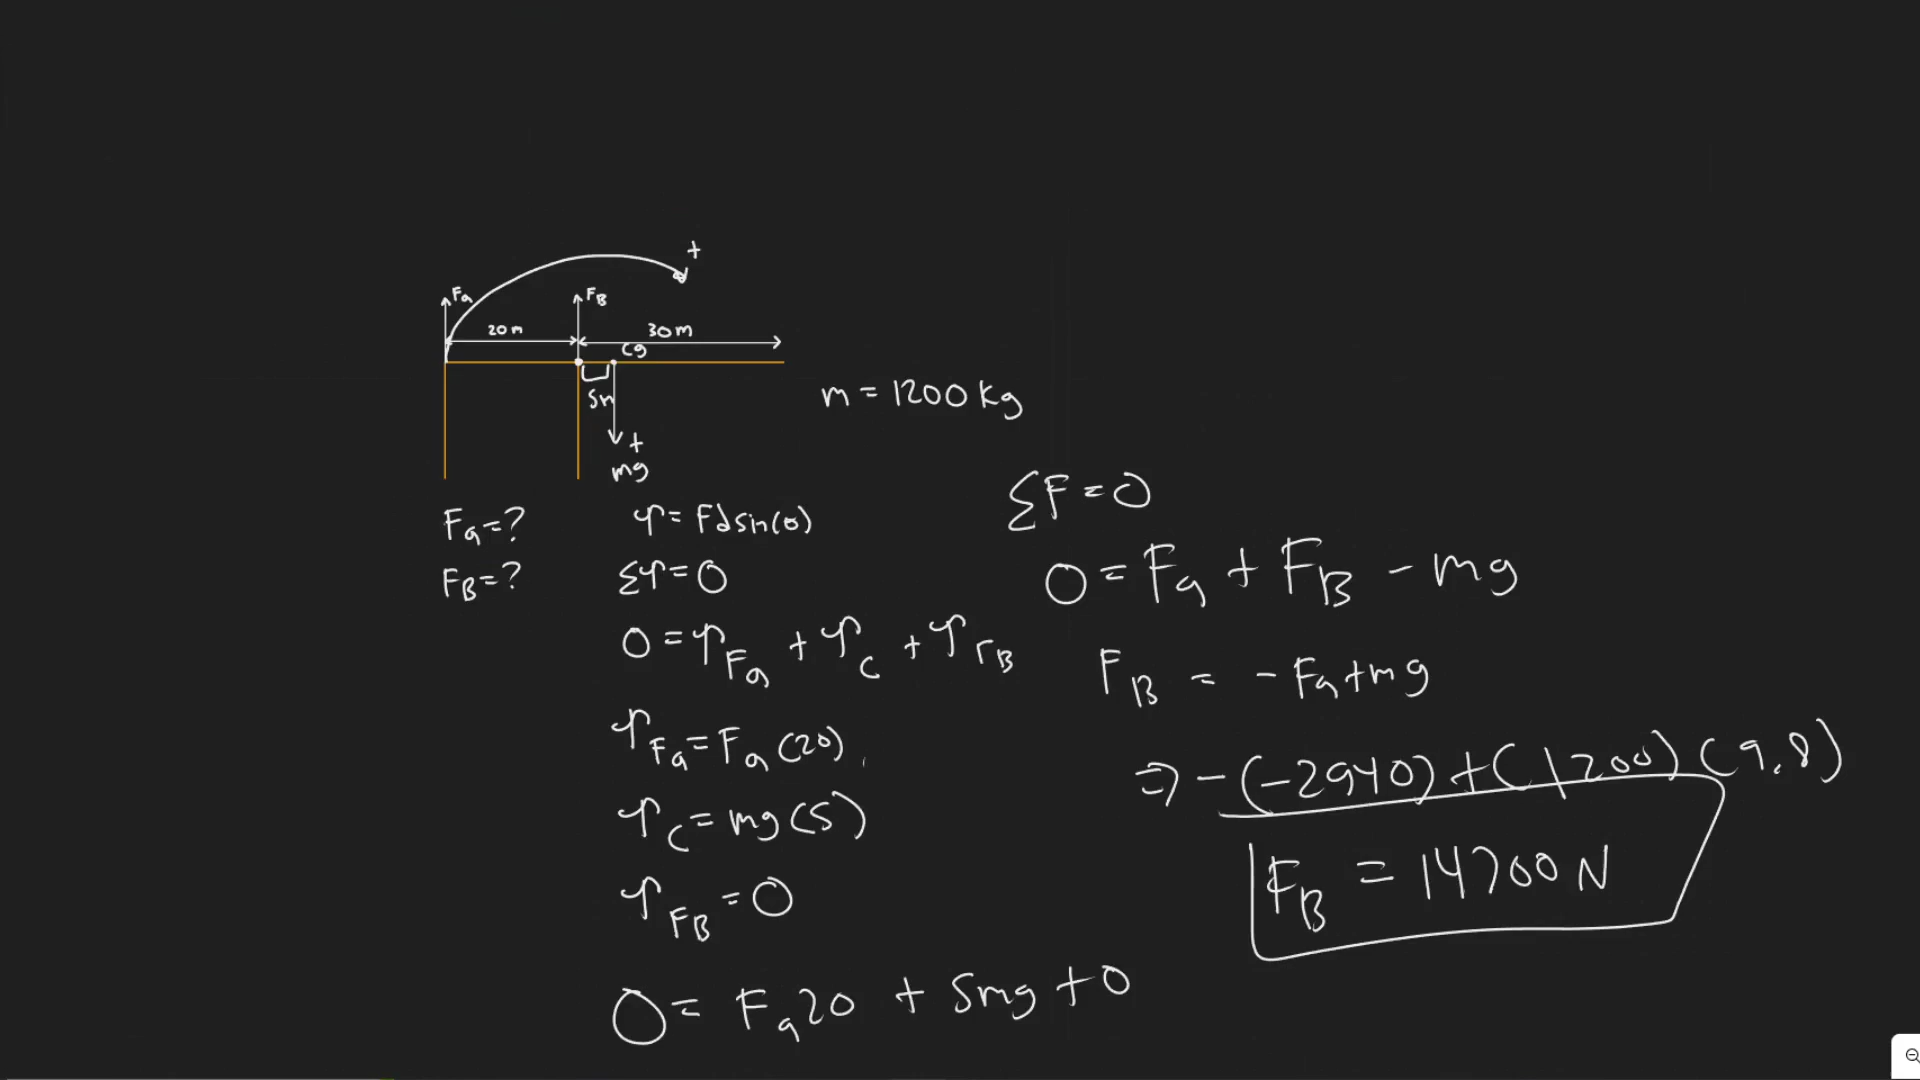 +
Fa FB
20 m 30 m
cg
5m
+
mg
m = 1200 kg
Fa = ?
FB = ?
τ = Fdsin(θ)
Στ = 0
0 = τFa + τc + τFB
τFa = Fa (20)
τc = mg (5)
τFB = 0
0 = Fa20 + 5mg + 0
ΣF = 0
0 = Fa + FB - mg
FB = - Fa + mg
⇒ - (-2940) + (1200) (9.8)
FB = 14700 N